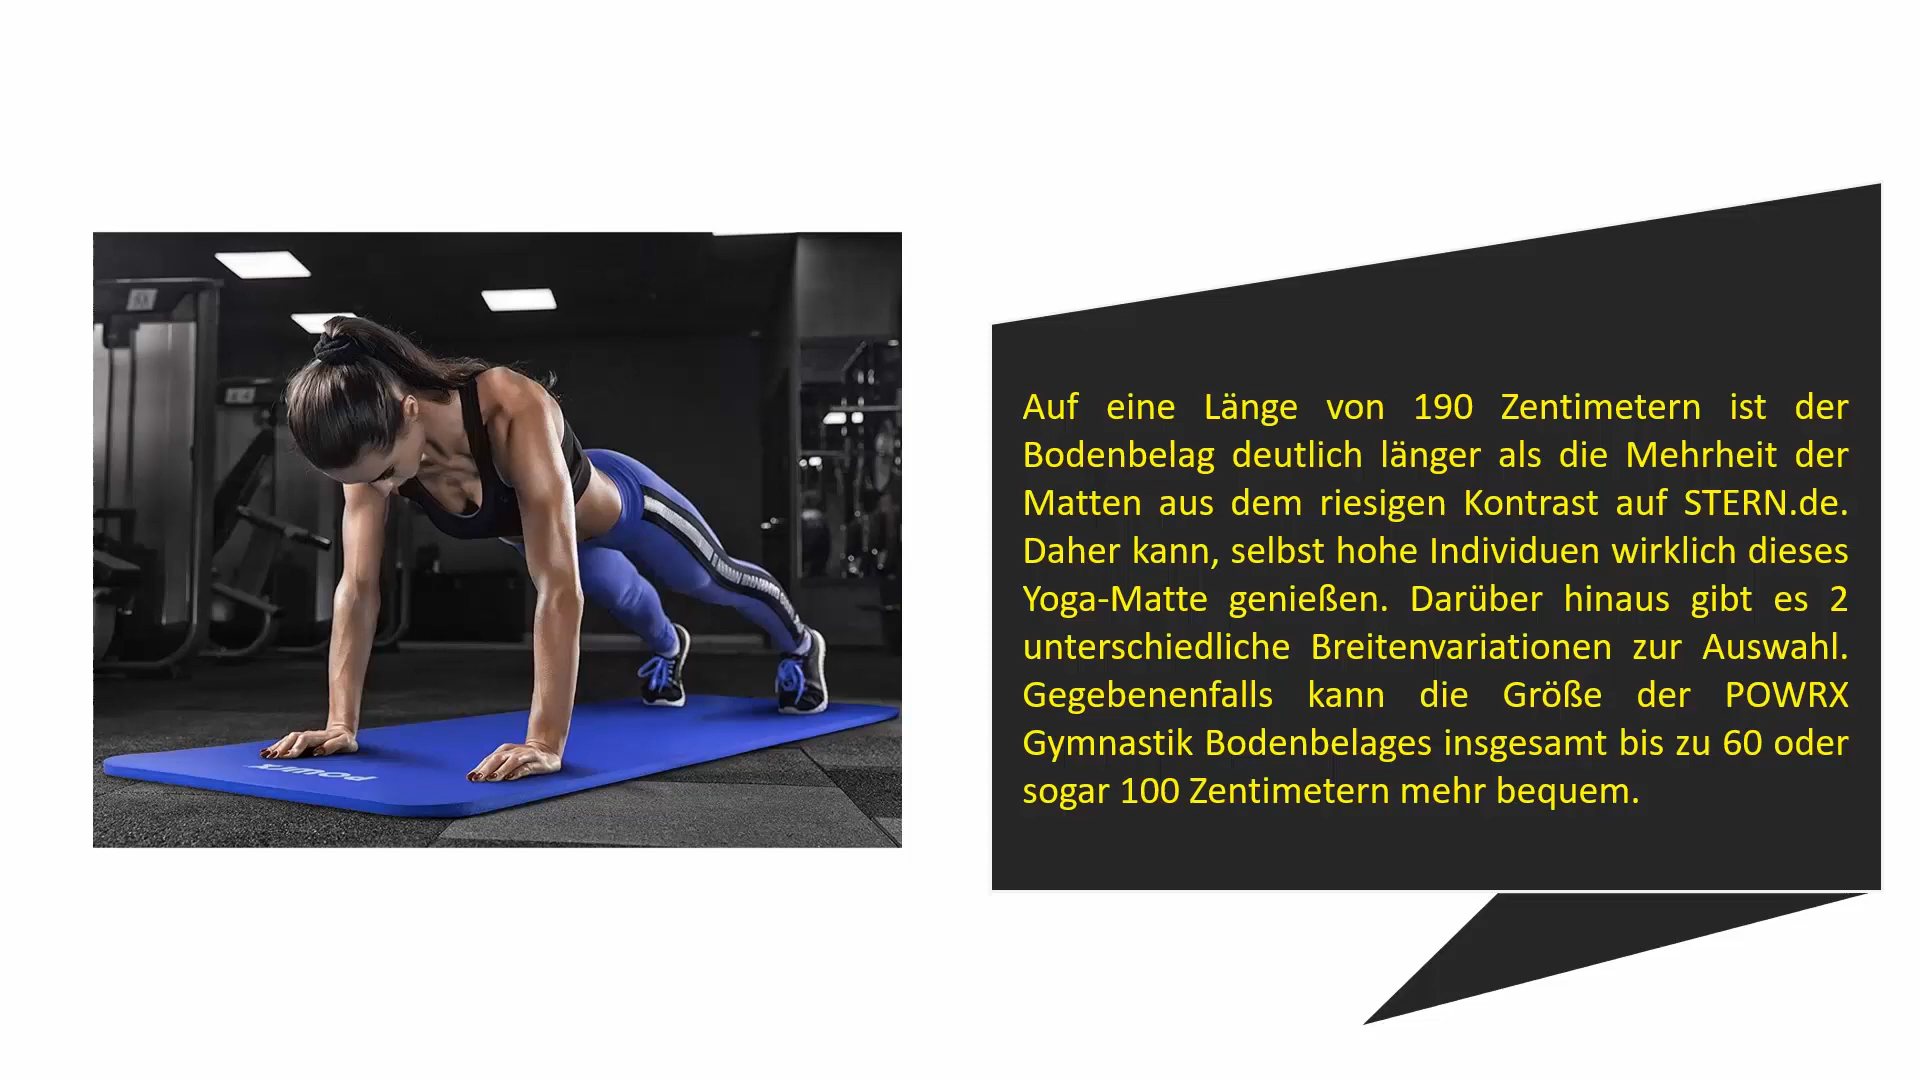 Auf eine Länge von 190 Zentimetern ist der
Bodenbelag deutlich länger als die Mehrheit der
Matten aus dem riesigen Kontrast auf STERN.de.
Daher kann, selbst hohe Individuen wirklich dieses
Yoga-Matte genießen. Darüber hinaus gibt es 2
unterschiedliche Breitenvariationen zur Auswahl.
Gegebenenfalls kann die Größe der POWRX
Gymnastik Bodenbelages insgesamt bis zu 60 oder
sogar 100 Zentimetern mehr bequem.
POWRX